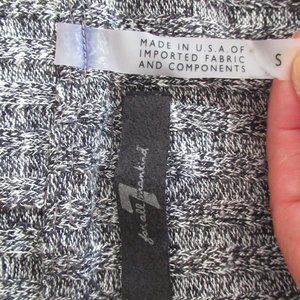 MADE IN U.S.A. OF
IMPORTED FABRIC
AND COMPONENTS
S
7
for all mankind